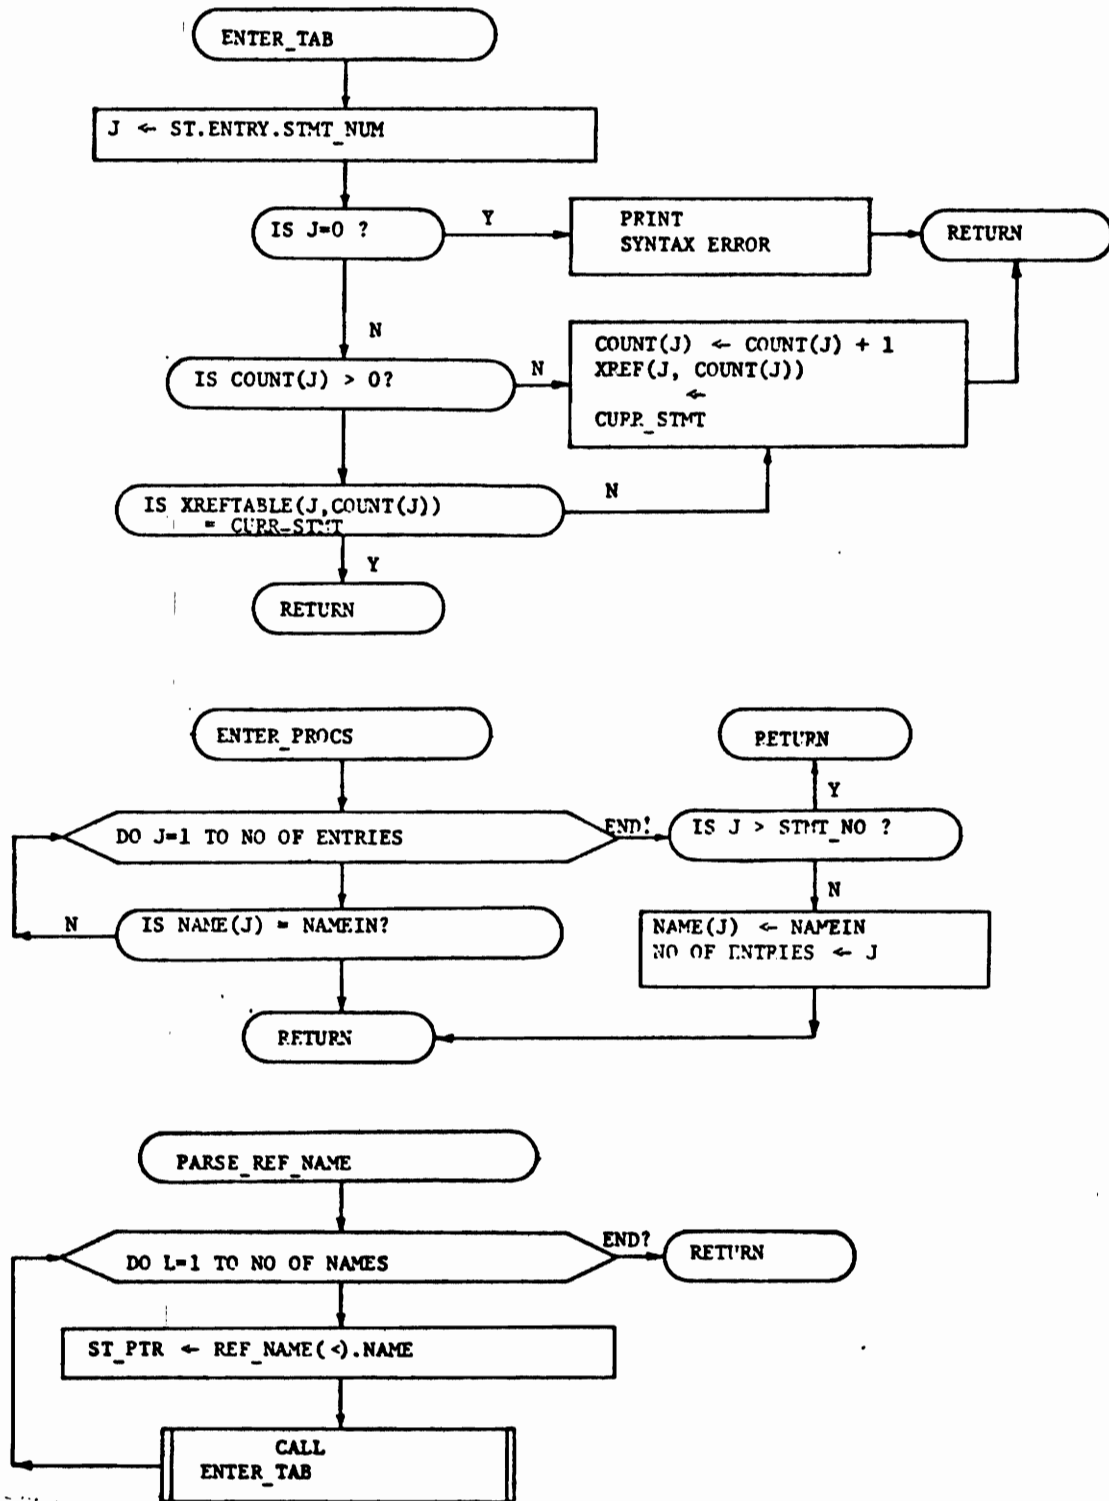 ENTER_TAB
J ← ST.ENTRY.STMT_NUM
IS J=0 ?
Y
PRINT
SYNTAX ERROR
RETURN
N
IS COUNT(J) > 0?
N
COUNT(J) ← COUNT(J) + 1
XREF(J, COUNT(J))
←
CURR_STMT
IS XREFTABLE(J,COUNT(J))
= CURR_STMT
N
Y
RETURN
ENTER_PROCS
RETURN
Y
DO J=1 TO NO OF ENTRIES
END!
IS J > STMT_NO ?
N
N
IS NAME(J) = NAMEIN?
NAME(J) ← NAMEIN
NO OF ENTRIES ← J
RETURN
PARSE_REF_NAME
DO L=1 TO NO OF NAMES
END?
RETURN
ST_PTR ← REF_NAME(<).NAME
CALL
ENTER_TAB